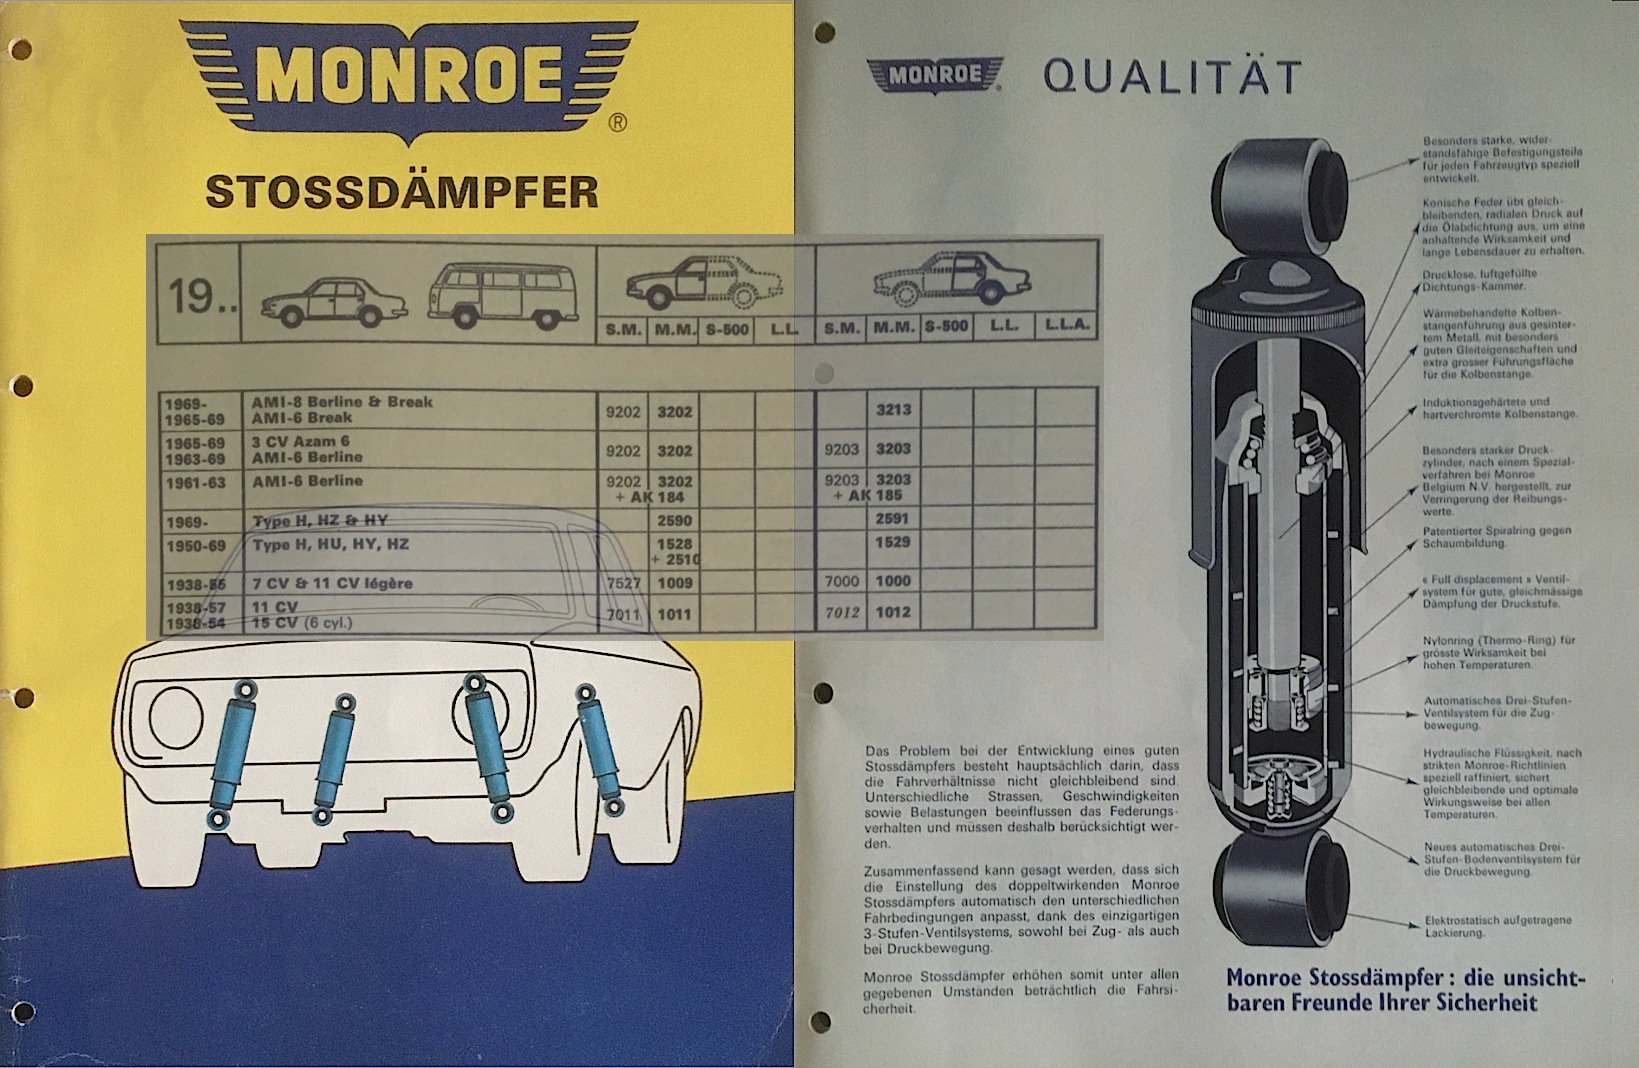 MONROE
®
STOSSDÄMPFER
19..
S.M. M.M. S-500 L.L. S.M. M.M. S-500 L.L. L.L.A.
1969- AMI-8 Berline & Break 9202 3202 3213
1965-69 AMI-6 Break
1965-69 3 CV Azam 6 9202 3202 9203 3203
1963-69 AMI-6 Berline
1961-63 AMI-6 Berline 9202 3202 9203 3203
+ AK 184 + AK 185
1969- Type H, HZ & HY 2590 2591
1950-69 Type H, HU, HY, HZ 1528 1529
+ 2510
1938-56 7 CV & 11 CV légère 7527 1009 7000 1000
1938-57 11 CV 7011 1011 7012 1012
1938-54 15 CV (6 cyl.)
MONROE QUALITÄT
Besonders starke, wider-
standsfähige Befestigungsteile
für jeden Fahrzeugtyp speziell
entwickelt.
Konische Feder übt gleich-
bleibenden, radialen Druck auf
die Ölabdichtung aus, um eine
anhaltende Wirksamkeit und
lange Lebensdauer zu erhalten.
Drucklose, luftgefüllte
Dichtungs-Kammer.
Wärmebehandelte Kolben-
stangenführung aus gesinter-
tem Metall, mit besonders
guten Gleiteigenschaften und
extra grosser Führungsfläche
für die Kolbenstange.
Induktionsgehärtete und
hartverchromte Kolbenstange.
Besonders starker Druck-
zylinder, nach einem Spezial-
verfahren bei Monroe
Belgium N.V. hergestellt, zur
Verringerung der Reibungs-
werte.
Patentierter Spiralring gegen
Schaumbildung.
« Full displacement » Ventil-
system für gute, gleichmässige
Dämpfung der Druckstufe.
Nylonring (Thermo-Ring) für
grösste Wirksamkeit bei
hohen Temperaturen.
Automatisches Drei-Stufen-
Ventilsystem für die Zug-
bewegung.
Hydraulische Flüssigkeit, nach
strikten Monroe-Richtlinien
speziell raffiniert, sichert
gleichbleibende und optimale
Wirkungsweise bei allen
Temperaturen.
Neues automatisches Drei-
Stufen-Bodenventilsystem für
die Druckbewegung.
Elektrostatisch aufgetragene
Lackierung.
Das Problem bei der Entwicklung eines guten
Stossdämpfers besteht hauptsächlich darin, dass
die Fahrverhältnisse nicht gleichbleibend sind.
Unterschiedliche Strassen, Geschwindigkeiten
sowie Belastungen beeinflussen das Federungs-
verhalten und müssen deshalb berücksichtigt wer-
den.
Zusammenfassend kann gesagt werden, dass sich
die Einstellung des doppeltwirkenden Monroe
Stossdämpfers automatisch den unterschiedlichen
Fahrbedingungen anpasst, dank des einzigartigen
3-Stufen-Ventilsystems, sowohl bei Zug- als auch
bei Druckbewegung.
Monroe Stossdämpfer erhöhen somit unter allen
gegebenen Umständen beträchtlich die Fahrsi-
cherheit.
Monroe Stossdämpfer : die unsicht-
baren Freunde Ihrer Sicherheit